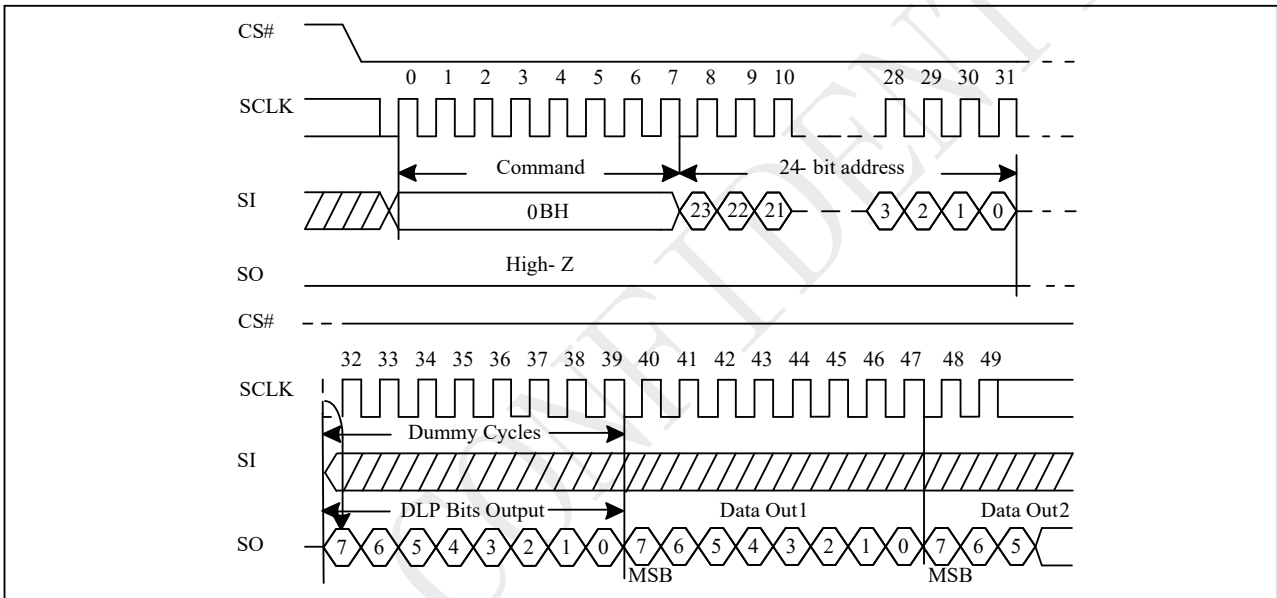 CS#
0 1 2 3 4 5 6 7 8 9 10 28 29 30 31
SCLK
Command 24- bit address
SI
0BH 23 22 21 3 2 1 0
High- Z
SO
CS#
32 33 34 35 36 37 38 39 40 41 42 43 44 45 46 47 48 49
SCLK
Dummy Cycles
SI
DLP Bits Output Data Out1 Data Out2
SO 7 6 5 4 3 2 1 0 7 6 5 4 3 2 1 0 7 6 5
MSB MSB
CONFIDENT